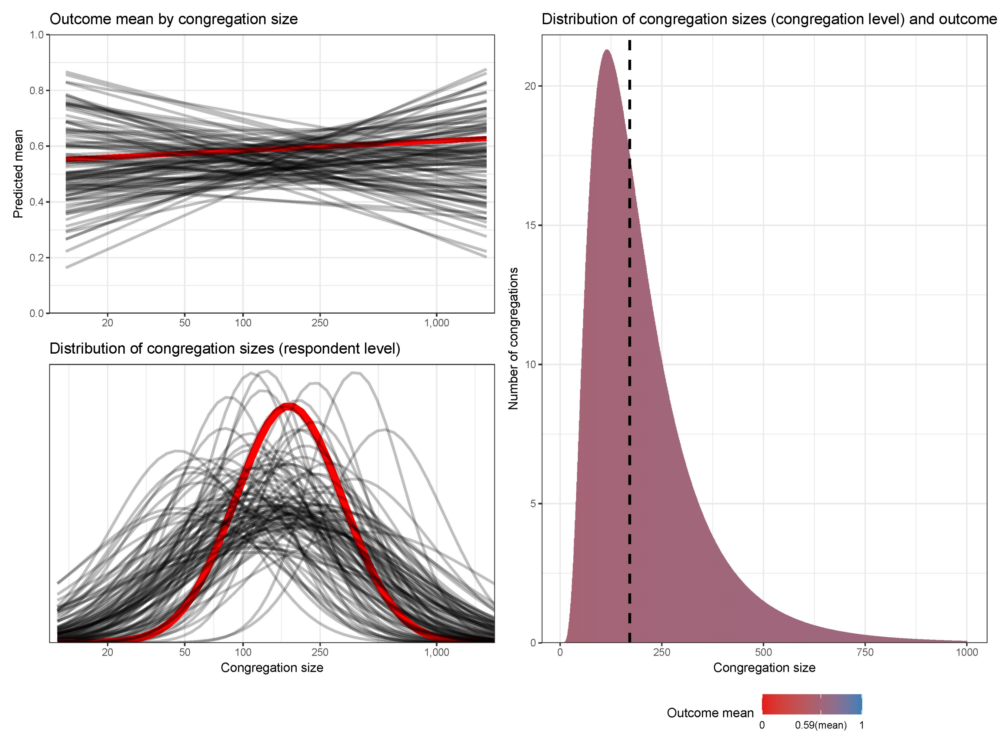 Outcome mean by congregation size
1.0
0.8
0.6
0.4
0.2
0.0
Predicted mean
20 50 100 250 1,000
Distribution of congregation sizes (respondent level)
20 50 100 250 1,000
Congregation size
Distribution of congregation sizes (congregation level) and outcome
20
15
10
5
0
Number of congregations
0 250 500 750 1000
Congregation size
Outcome mean
0 0.59(mean) 1